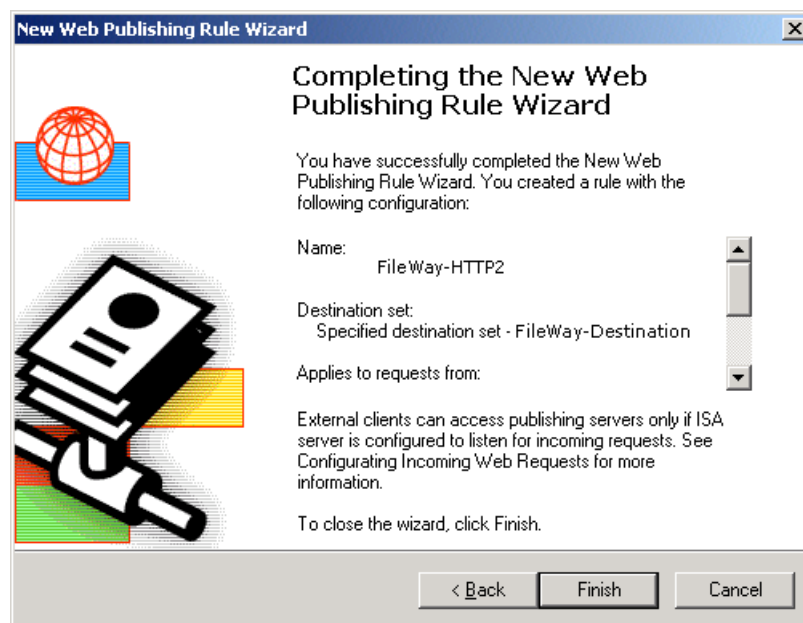 New Web Publishing Rule Wizard
Completing the New Web
Publishing Rule Wizard
You have successfully completed the New Web
Publishing Rule Wizard. You created a rule with the
following configuration:
Name:
FileWay-HTTP2
Destination set:
Specified destination set - FileWay-Destination
Applies to requests from:
External clients can access publishing servers only if ISA
server is configured to listen for incoming requests. See
Configurating Incoming Web Requests for more
information.
To close the wizard, click Finish.
< Back
Finish
Cancel